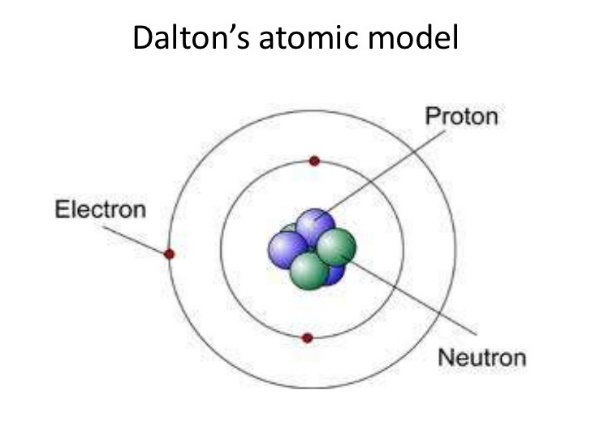 Dalton’s atomic model
Proton
Electron
Neutron